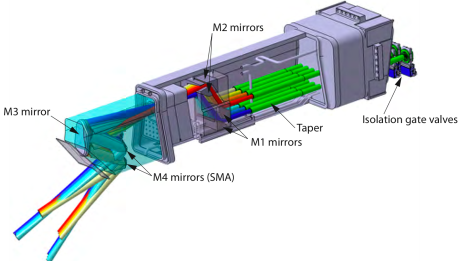 M2 mirrors
M3 mirror
Isolation gate valves
Taper
M1 mirrors
M4 mirrors (SMA)